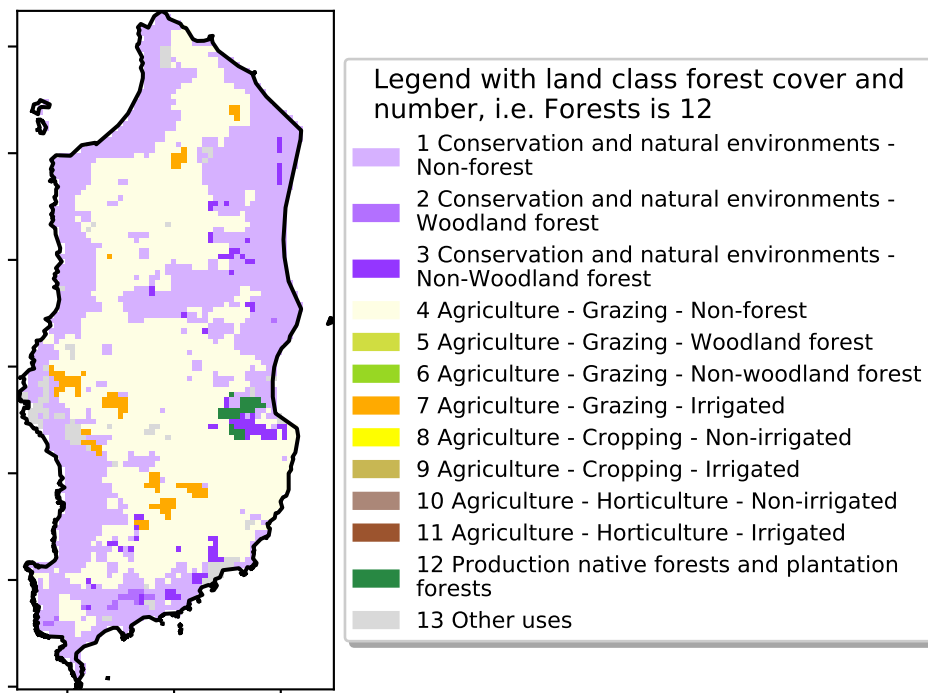 Legend with land class forest cover and
number, i.e. Forests is 12
1 Conservation and natural environments -
Non-forest
2 Conservation and natural environments -
Woodland forest
3 Conservation and natural environments -
Non-Woodland forest
4 Agriculture - Grazing - Non-forest
5 Agriculture - Grazing - Woodland forest
6 Agriculture - Grazing - Non-woodland forest
7 Agriculture - Grazing - Irrigated
8 Agriculture - Cropping - Non-irrigated
9 Agriculture - Cropping - Irrigated
10 Agriculture - Horticulture - Non-irrigated
11 Agriculture - Horticulture - Irrigated
12 Production native forests and plantation
forests
13 Other uses